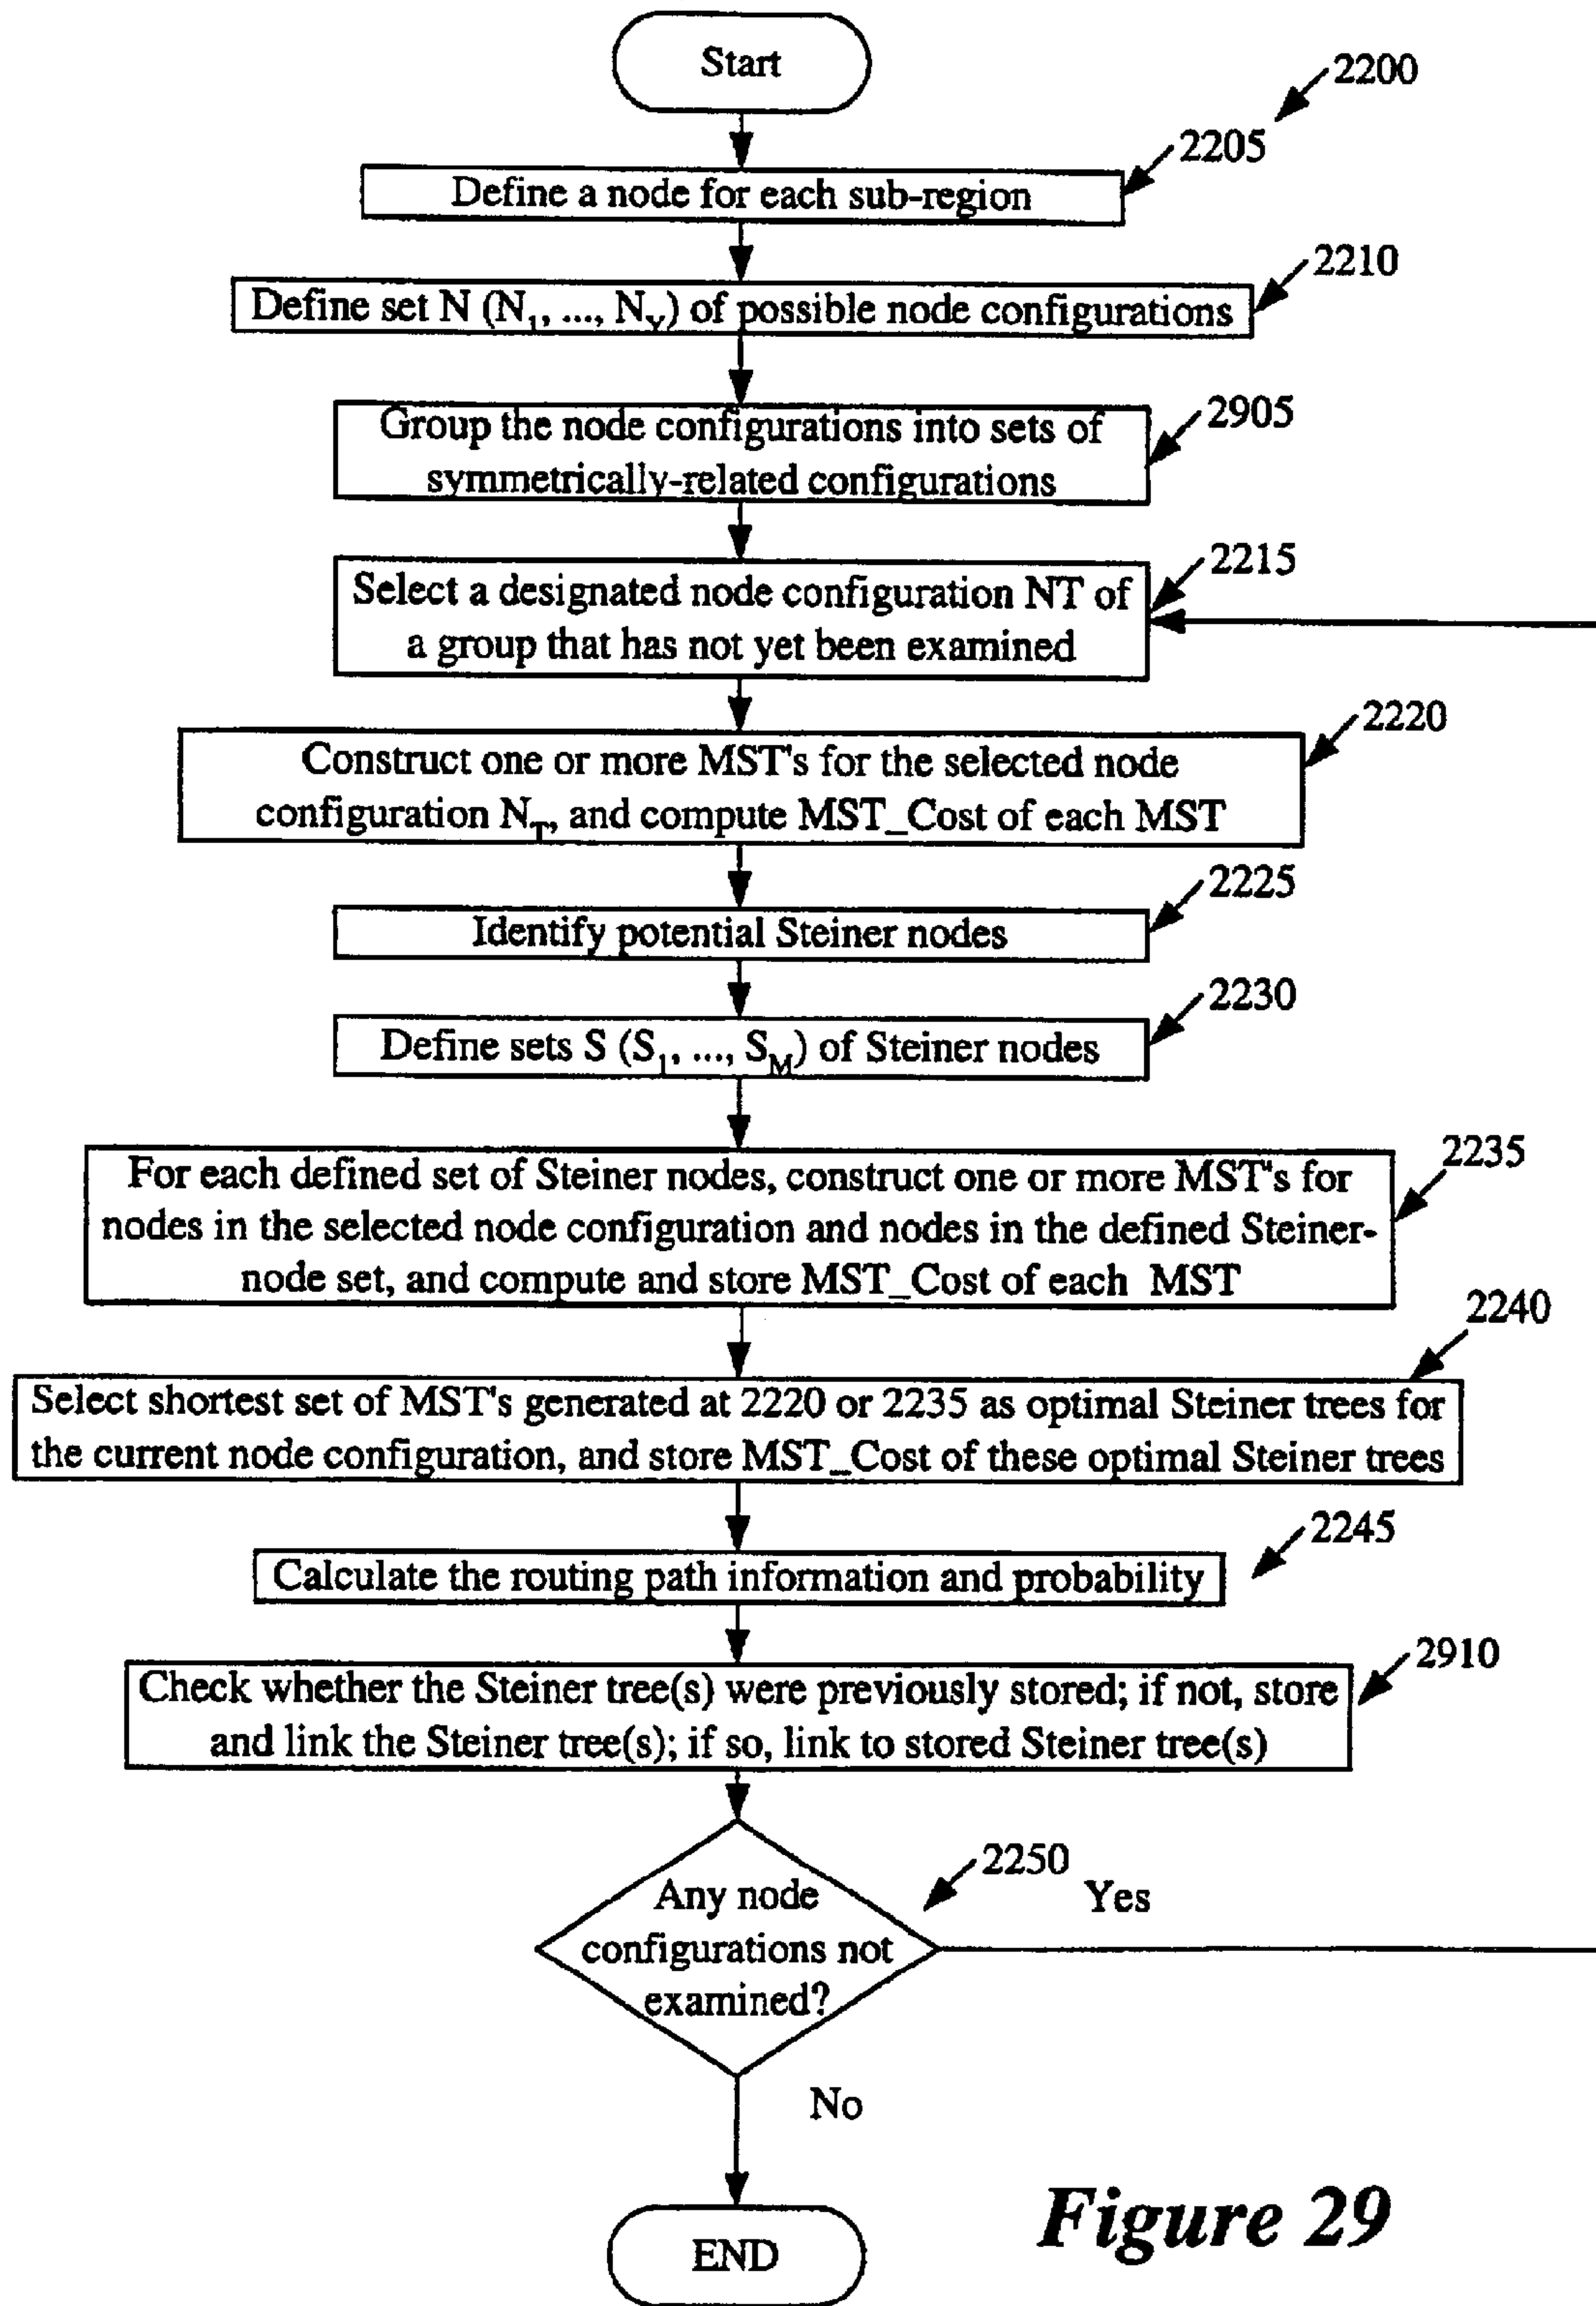 Start
2200
2205
Define a node for each sub-region
2210
Define set N (N₁, ..., Nᵧ) of possible node configurations
2905
Group the node configurations into sets of
symmetrically-related configurations
2215
Select a designated node configuration NT of
a group that has not yet been examined
2220
Construct one or more MST's for the selected node
configuration N_T, and compute MST_Cost of each MST
2225
Identify potential Steiner nodes
2230
Define sets S (S₁, ..., S_M) of Steiner nodes
2235
For each defined set of Steiner nodes, construct one or more MST's for
nodes in the selected node configuration and nodes in the defined Steiner-
node set, and compute and store MST_Cost of each MST
2240
Select shortest set of MST's generated at 2220 or 2235 as optimal Steiner trees for
the current node configuration, and store MST_Cost of these optimal Steiner trees
2245
Calculate the routing path information and probability
2910
Check whether the Steiner tree(s) were previously stored; if not, store
and link the Steiner tree(s); if so, link to stored Steiner tree(s)
2250
Yes
Any node
configurations not
examined?
No
END
Figure 29